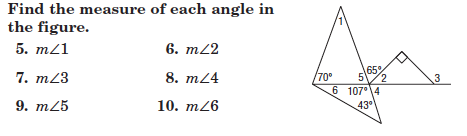 Find the measure of each angle in
the figure.
5. m∠1 6. m∠2
7. m∠3 8. m∠4
9. m∠5 10. m∠6
1
70° 5 65° 2 3
6 107° 4
43°